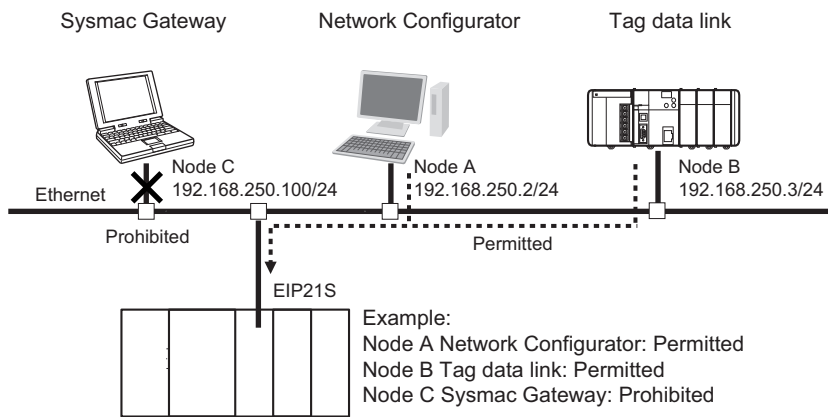 Sysmac Gateway
Network Configurator
Tag data link
Node C
192.168.250.100/24
Node A
192.168.250.2/24
Node B
192.168.250.3/24
Ethernet
Prohibited
Permitted
EIP21S
Example:
Node A Network Configurator: Permitted
Node B Tag data link: Permitted
Node C Sysmac Gateway: Prohibited